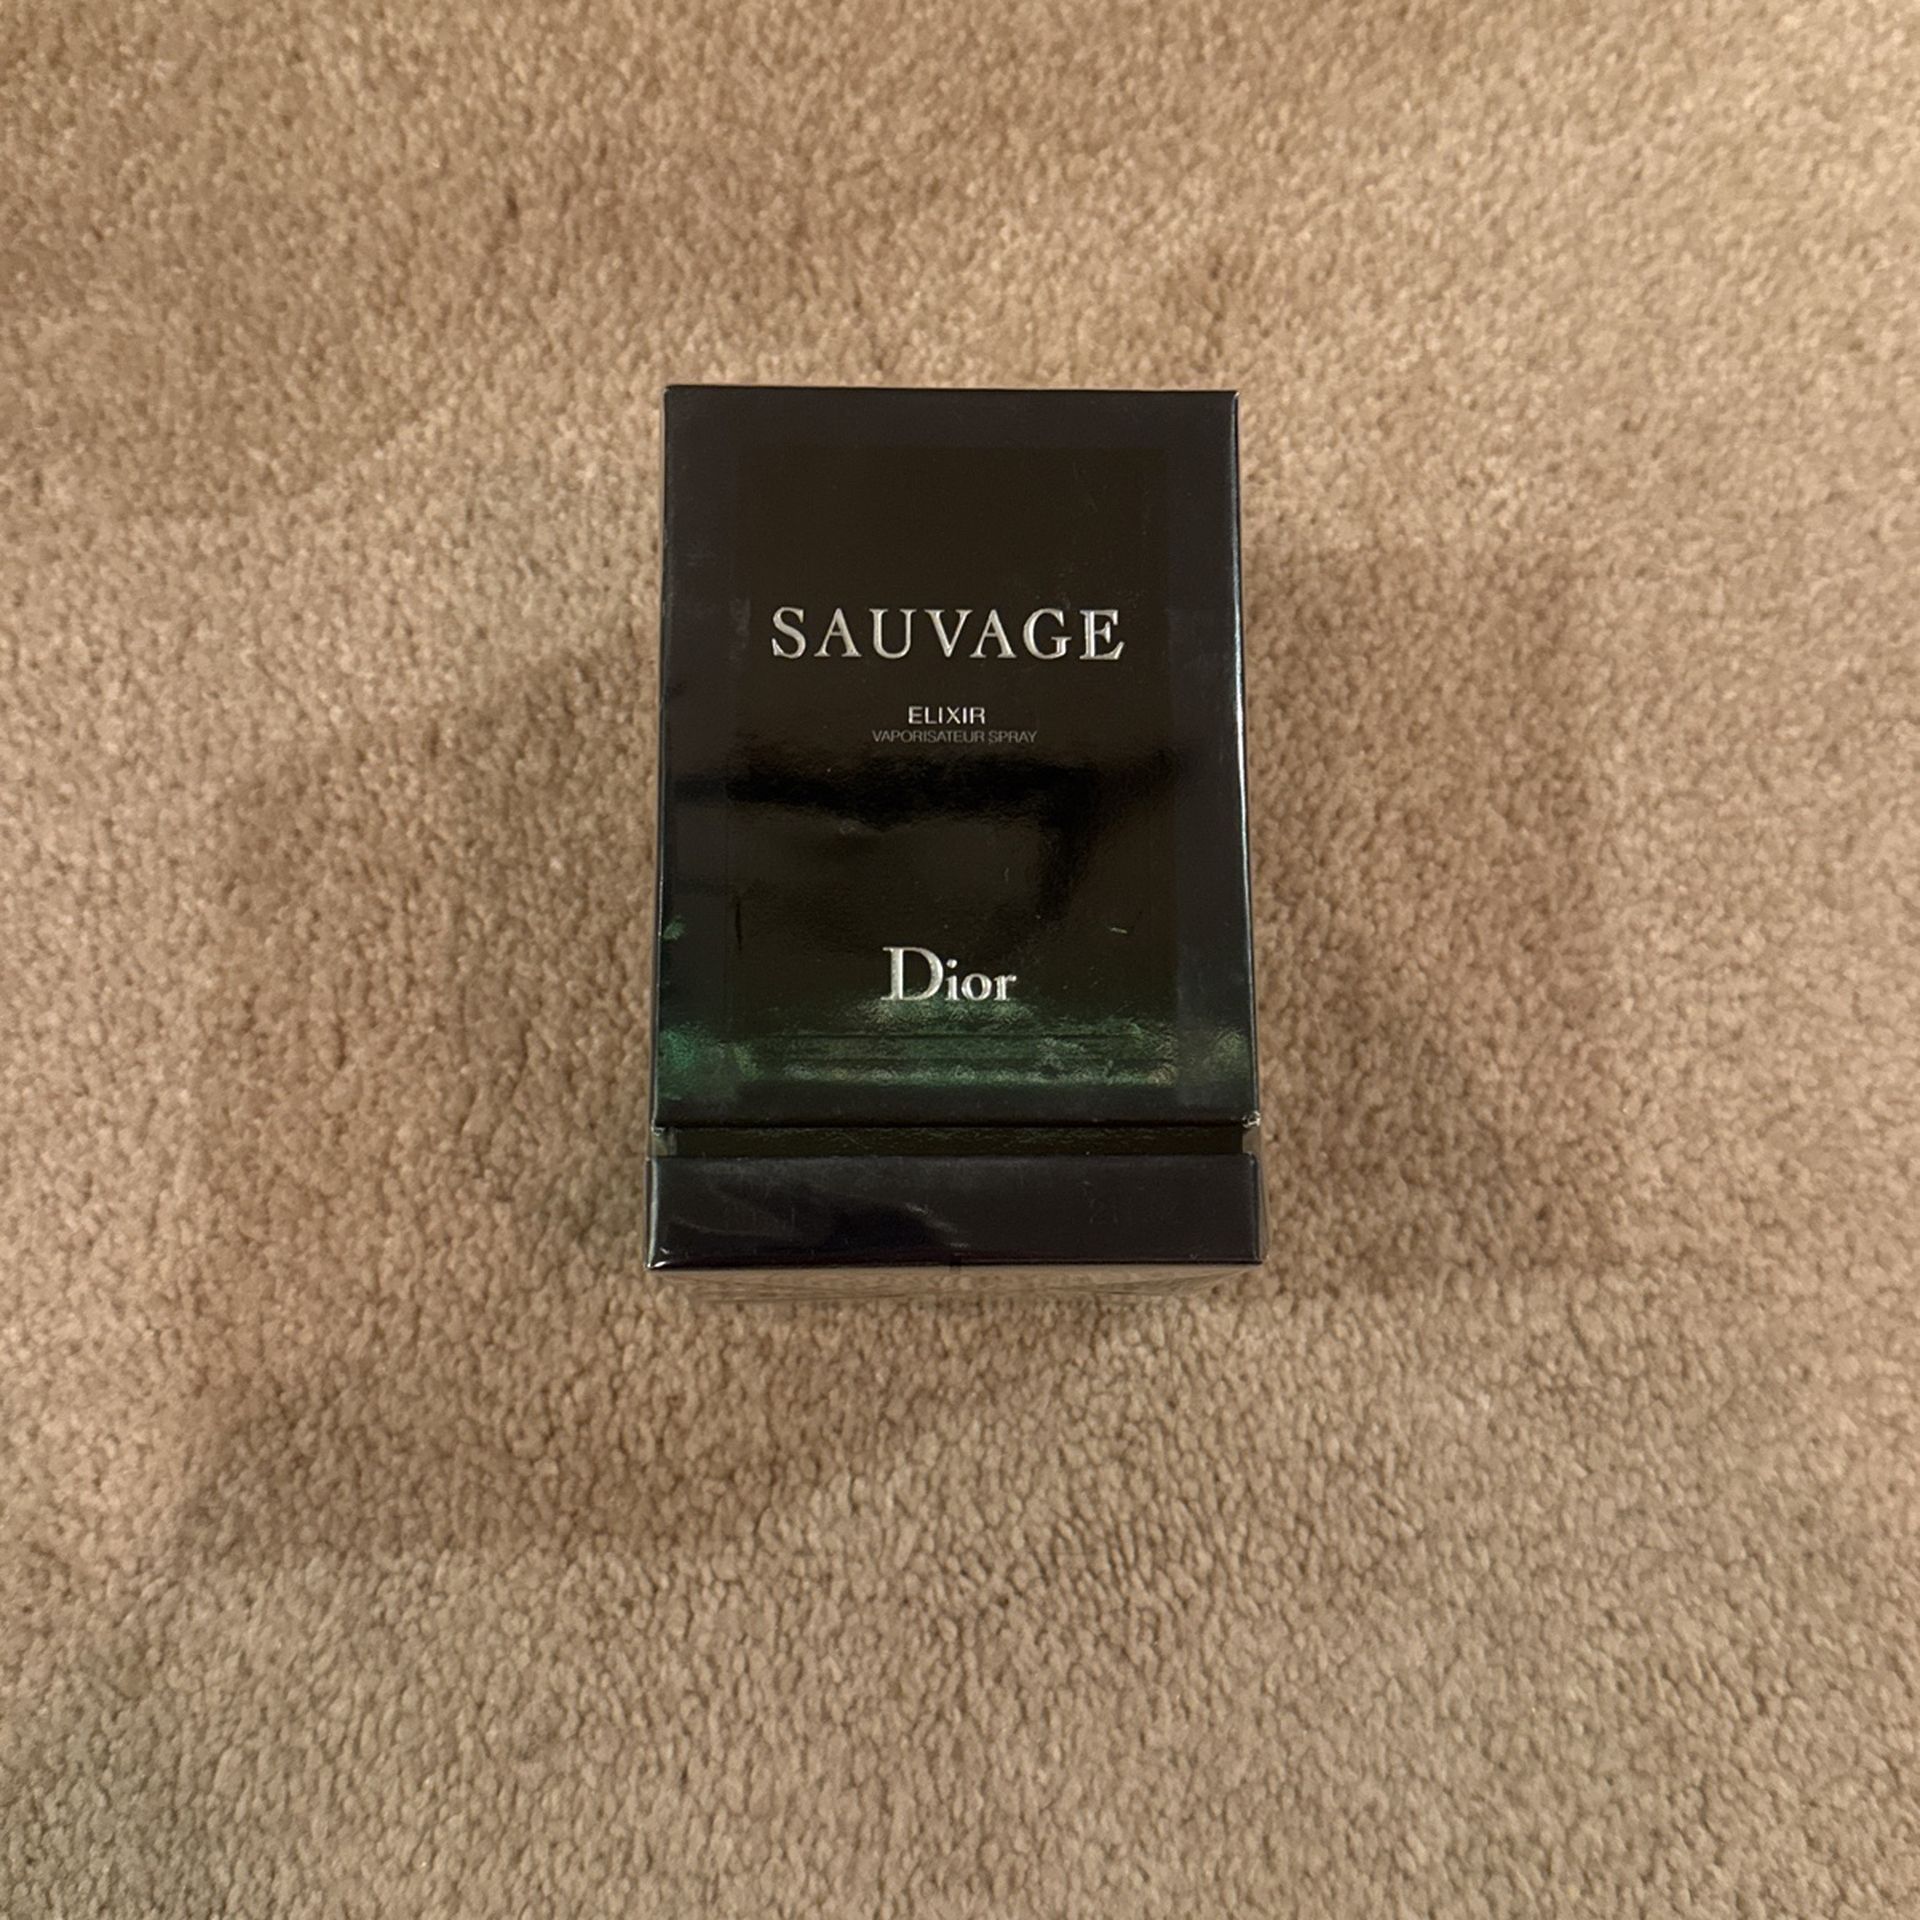 SAUVAGE
ELIXIR
VAPORISATEUR SPRAY
Dior